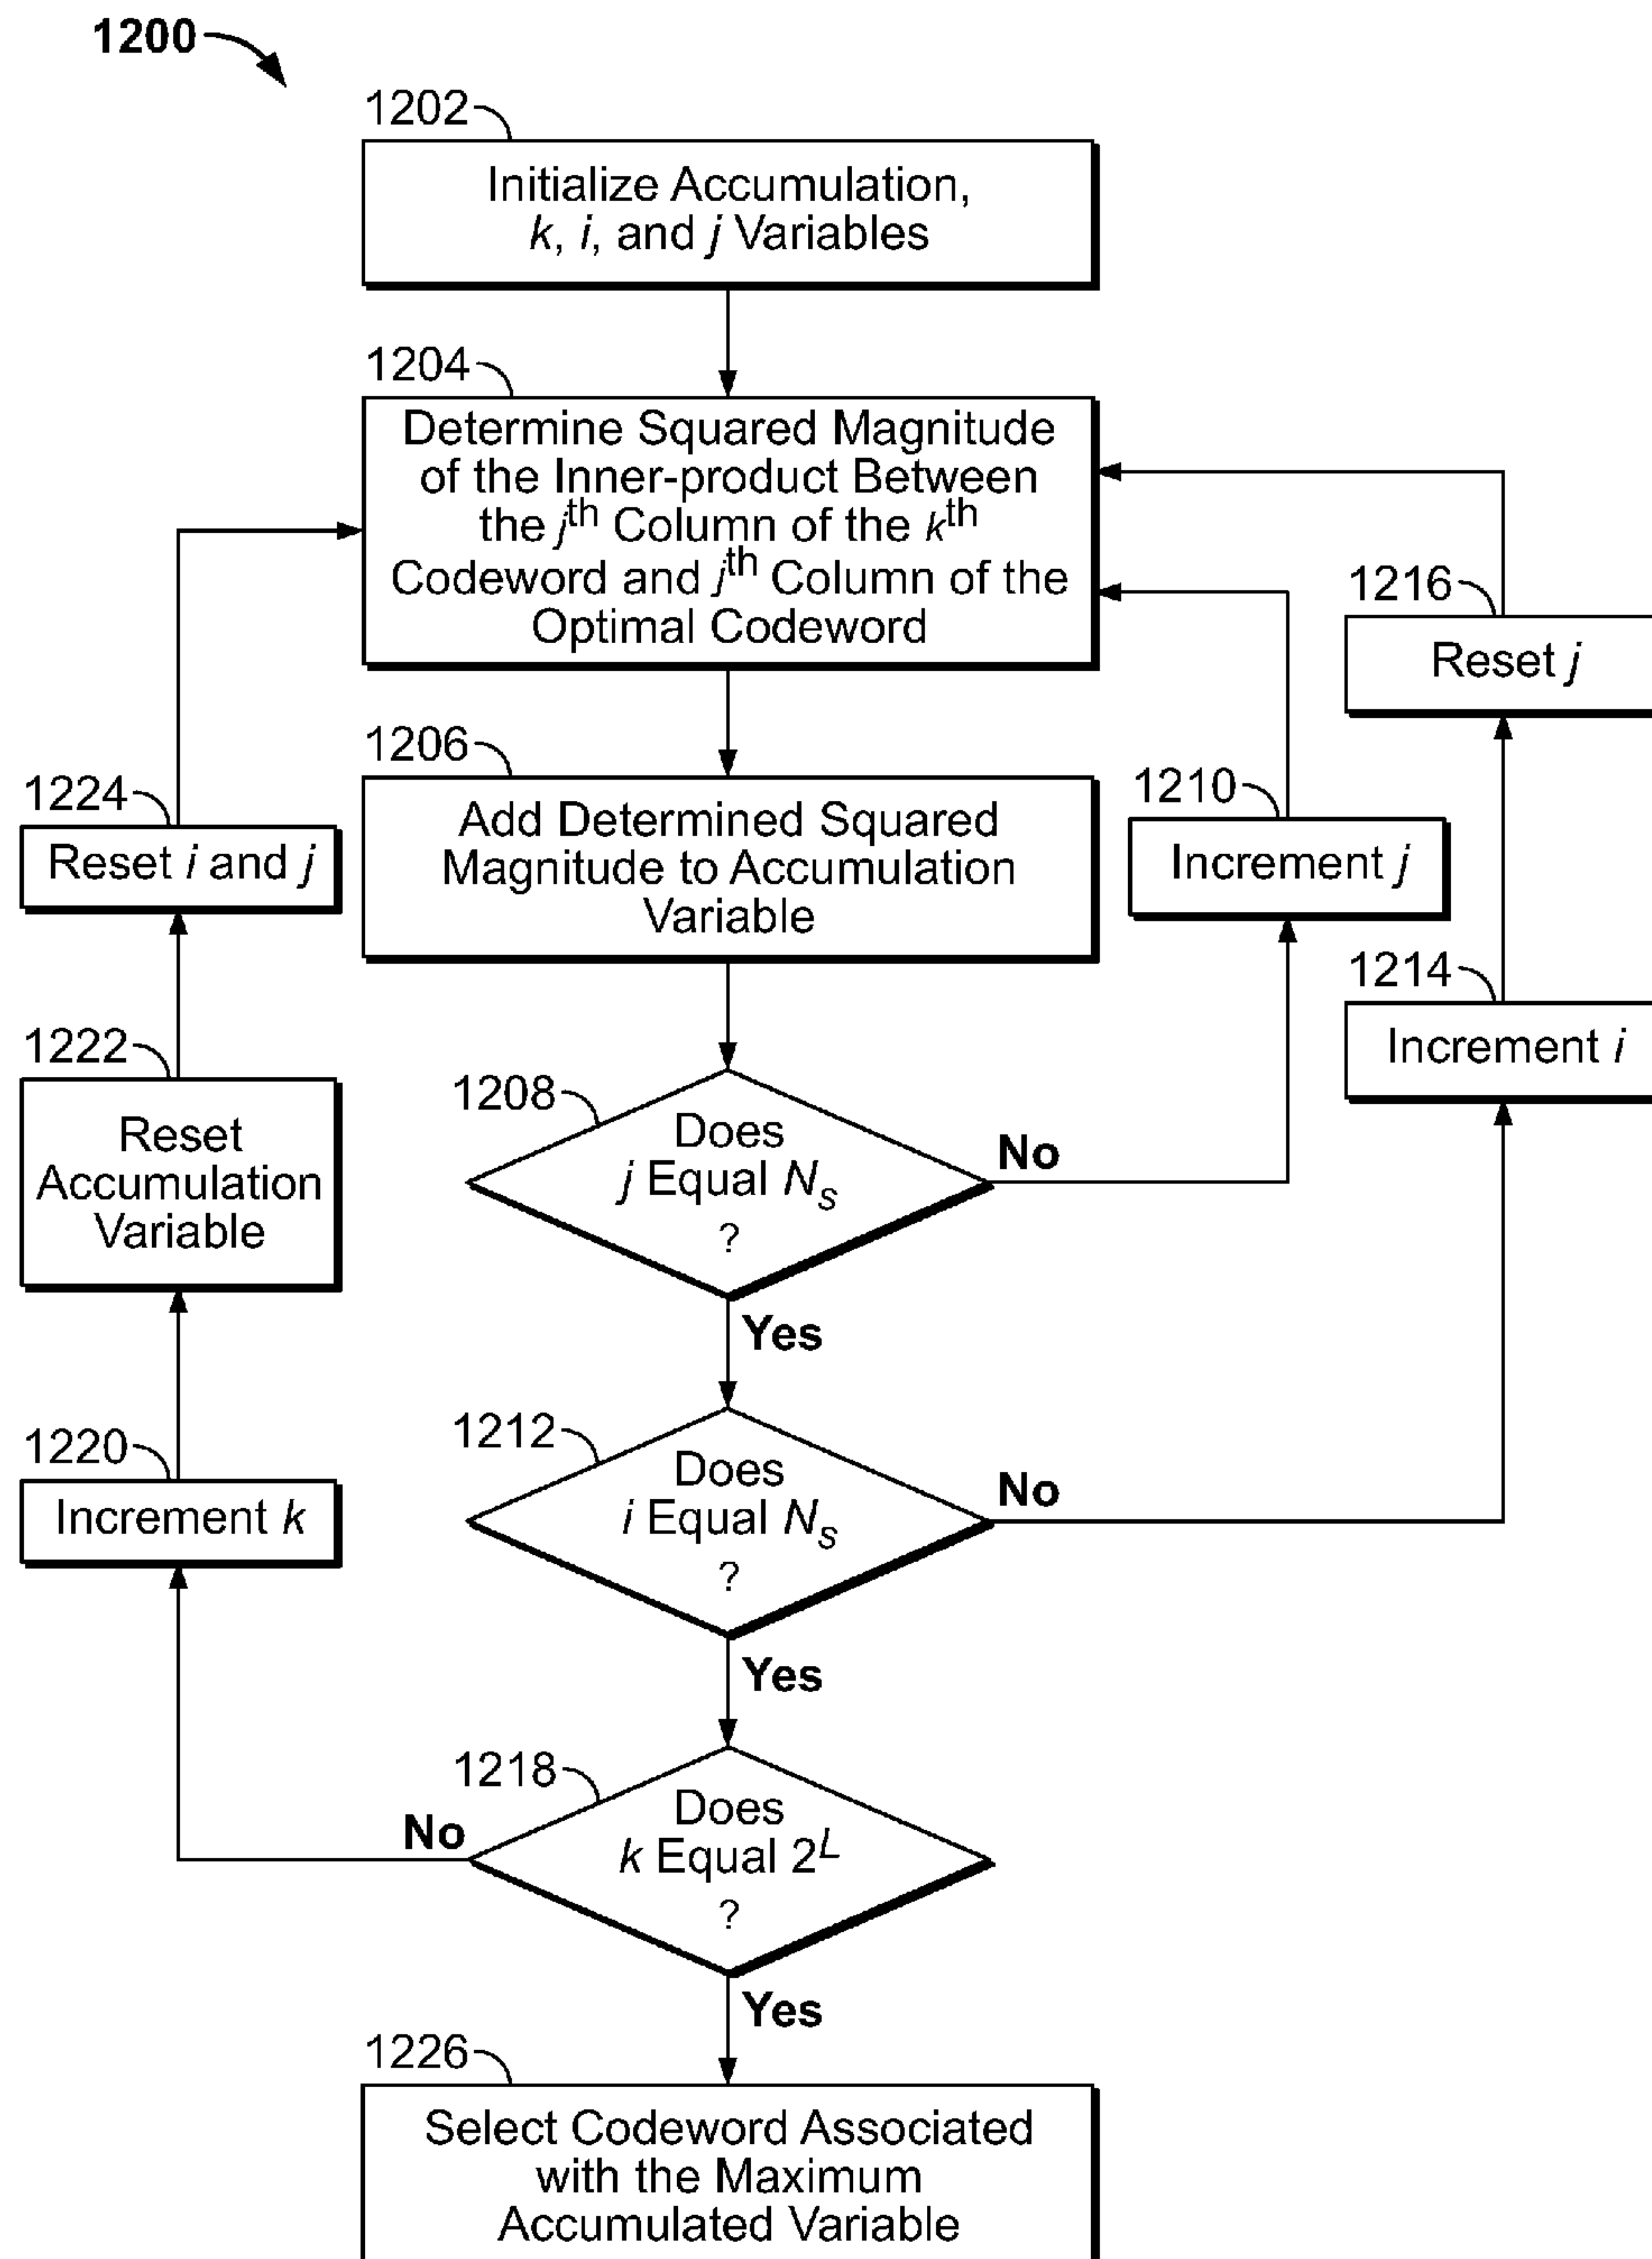 1200
1202
Initialize Accumulation,
k, i, and j Variables
1204
Determine Squared Magnitude
of the Inner-product Between
the jth Column of the kth
Codeword and jth Column of the
Optimal Codeword
1216
Reset j
1206
Add Determined Squared
Magnitude to Accumulation
Variable
1210
Increment j
1224
Reset i and j
1214
Increment i
1222
Reset
Accumulation
Variable
1208
Does
j Equal NS
?
No
Yes
1212
Does
i Equal NS
?
No
Yes
1220
Increment k
1218
Does
k Equal 2L
?
No
Yes
1226
Select Codeword Associated
with the Maximum
Accumulated Variable